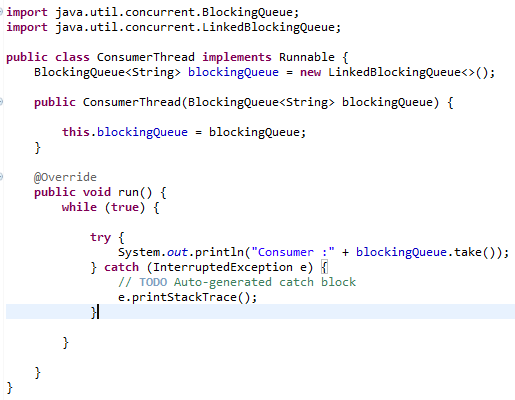 import java.util.concurrent.BlockingQueue;
import java.util.concurrent.LinkedBlockingQueue;
public class ConsumerThread implements Runnable {
BlockingQueue<String> blockingQueue = new LinkedBlockingQueue<>();
public ConsumerThread(BlockingQueue<String> blockingQueue) {
this.blockingQueue = blockingQueue;
}
@Override
public void run() {
while (true) {
try {
System.out.println("Consumer :" + blockingQueue.take());
} catch (InterruptedException e) {
// TODO Auto-generated catch block
e.printStackTrace();
}
}
}
}